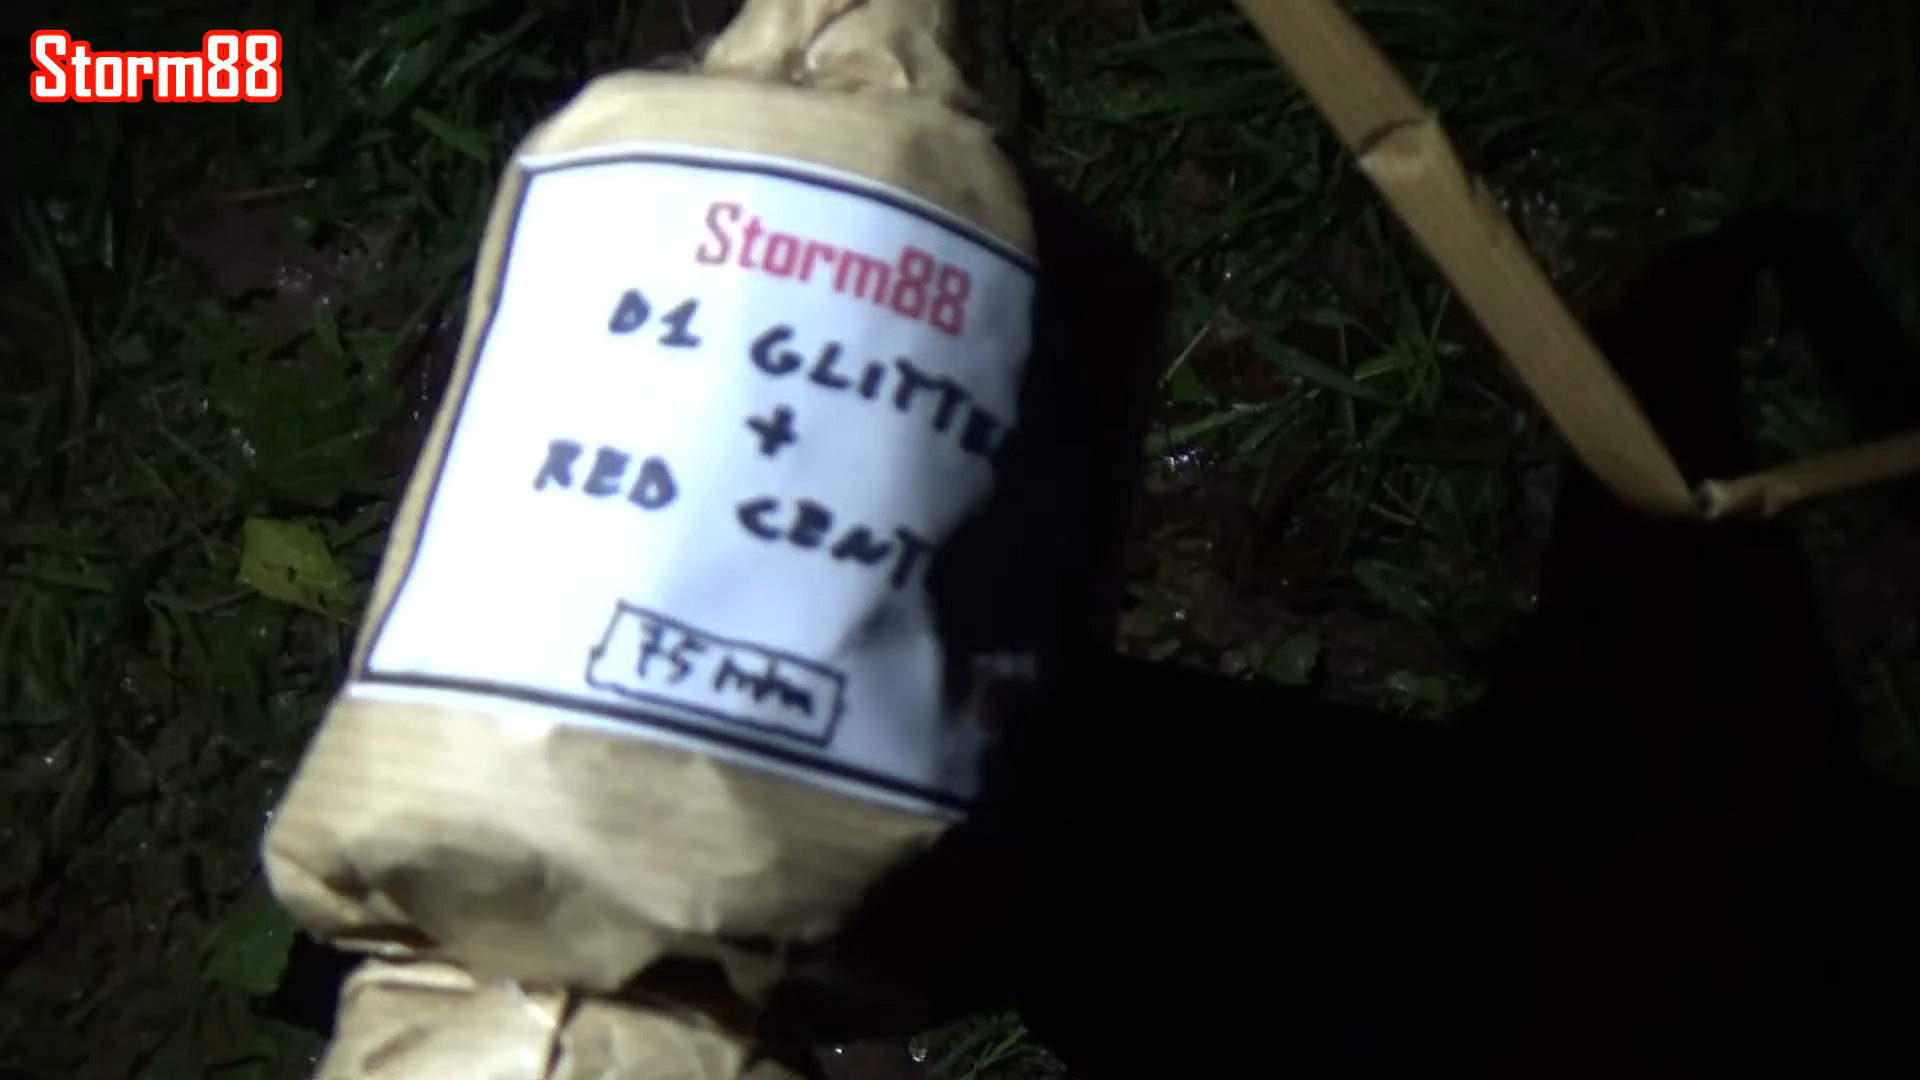 Storm88
Storm88
D1 GLITTE
+
RED CENT
75 mm